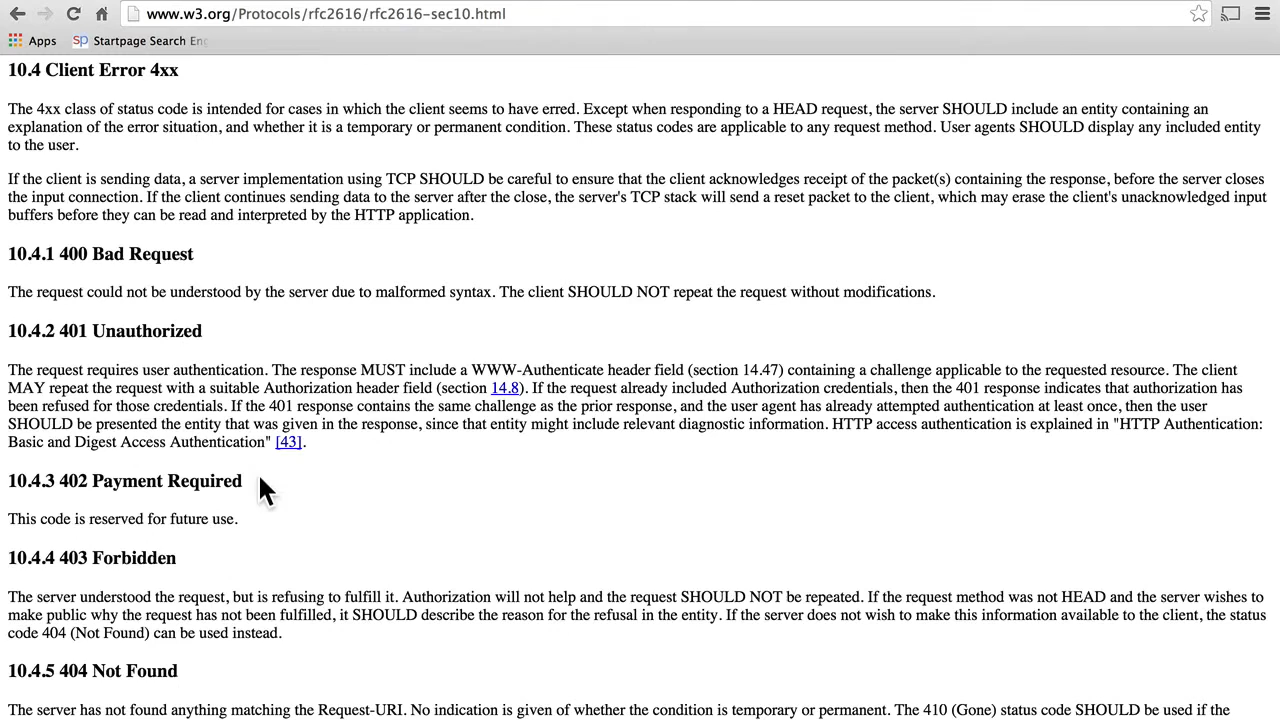 www.w3.org/Protocols/rfc2616/rfc2616-sec10.html
Apps Startpage Search Eng
10.4 Client Error 4xx
The 4xx class of status code is intended for cases in which the client seems to have erred. Except when responding to a HEAD request, the server SHOULD include an entity containing an
explanation of the error situation, and whether it is a temporary or permanent condition. These status codes are applicable to any request method. User agents SHOULD display any included entity
to the user.
If the client is sending data, a server implementation using TCP SHOULD be careful to ensure that the client acknowledges receipt of the packet(s) containing the response, before the server closes
the input connection. If the client continues sending data to the server after the close, the server's TCP stack will send a reset packet to the client, which may erase the client's unacknowledged input
buffers before they can be read and interpreted by the HTTP application.
10.4.1 400 Bad Request
The request could not be understood by the server due to malformed syntax. The client SHOULD NOT repeat the request without modifications.
10.4.2 401 Unauthorized
The request requires user authentication. The response MUST include a WWW-Authenticate header field (section 14.47) containing a challenge applicable to the requested resource. The client
MAY repeat the request with a suitable Authorization header field (section 14.8). If the request already included Authorization credentials, then the 401 response indicates that authorization has
been refused for those credentials. If the 401 response contains the same challenge as the prior response, and the user agent has already attempted authentication at least once, then the user
SHOULD be presented the entity that was given in the response, since that entity might include relevant diagnostic information. HTTP access authentication is explained in "HTTP Authentication:
Basic and Digest Access Authentication" [43].
10.4.3 402 Payment Required
This code is reserved for future use.
10.4.4 403 Forbidden
The server understood the request, but is refusing to fulfill it. Authorization will not help and the request SHOULD NOT be repeated. If the request method was not HEAD and the server wishes to
make public why the request has not been fulfilled, it SHOULD describe the reason for the refusal in the entity. If the server does not wish to make this information available to the client, the status
code 404 (Not Found) can be used instead.
10.4.5 404 Not Found
The server has not found anything matching the Request-URI. No indication is given of whether the condition is temporary or permanent. The 410 (Gone) status code SHOULD be used if the